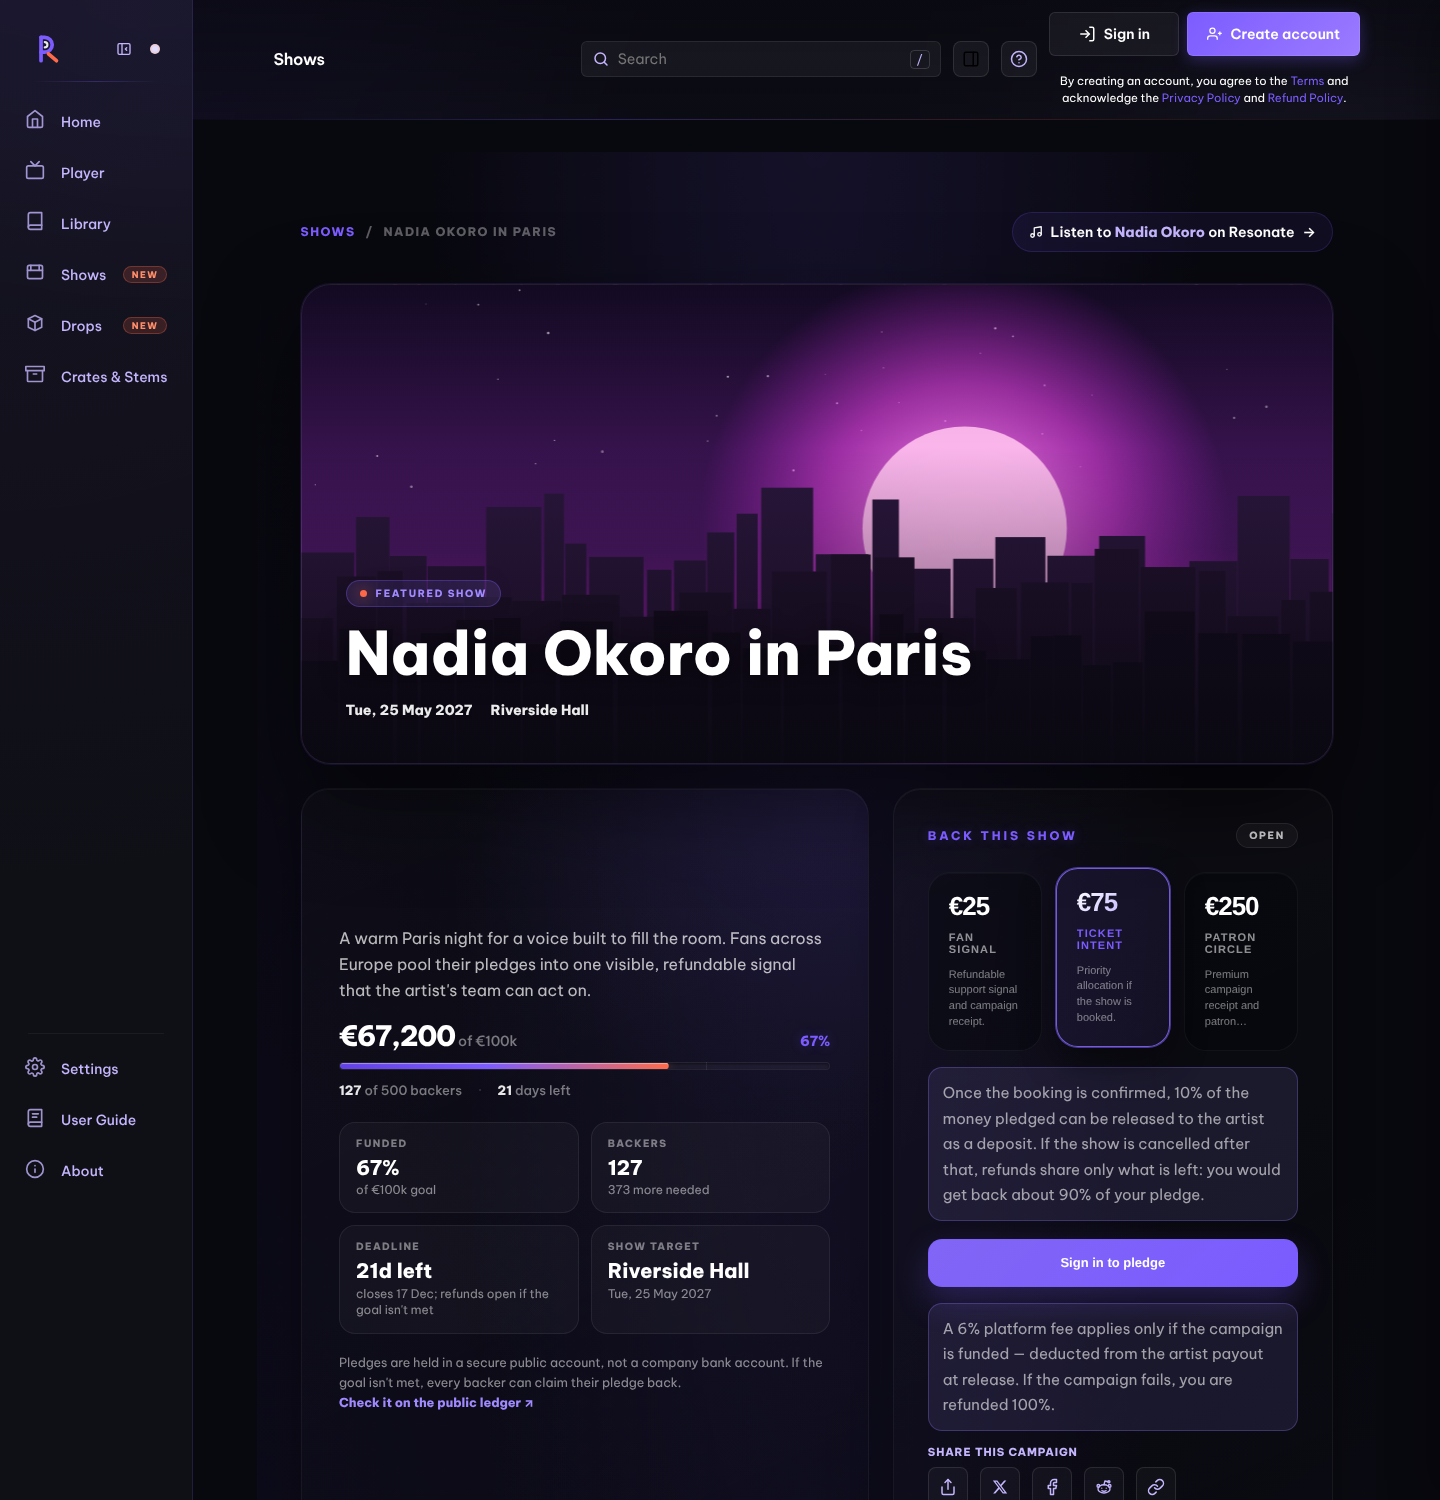 Shows
Search
/
Sign in
Create account
By creating an account, you agree to the Terms and
acknowledge the Privacy Policy and Refund Policy.
Home
Player
Library
Shows NEW
Drops NEW
Crates & Stems
Settings
User Guide
About
SHOWS / NADIA OKORO IN PARIS
Listen to Nadia Okoro on Resonate →
FEATURED SHOW
Nadia Okoro in Paris
Tue, 25 May 2027 Riverside Hall
A warm Paris night for a voice built to fill the room. Fans across
Europe pool their pledges into one visible, refundable signal
that the artist's team can act on.
€67,200 of €100k 67%
127 of 500 backers · 21 days left
FUNDED
67%
of €100k goal
BACKERS
127
373 more needed
DEADLINE
21d left
closes 17 Dec; refunds open if the
goal isn't met
SHOW TARGET
Riverside Hall
Tue, 25 May 2027
Pledges are held in a secure public account, not a company bank account. If the
goal isn't met, every backer can claim their pledge back.
Check it on the public ledger ↗
BACK THIS SHOW
OPEN
€25
FAN
SIGNAL
Refundable
support signal
and campaign
receipt.
€75
TICKET
INTENT
Priority
allocation if
the show is
booked.
€250
PATRON
CIRCLE
Premium
campaign
receipt and
patron…
Once the booking is confirmed, 10% of the
money pledged can be released to the artist
as a deposit. If the show is cancelled after
that, refunds share only what is left: you would
get back about 90% of your pledge.
Sign in to pledge
A 6% platform fee applies only if the campaign
is funded — deducted from the artist payout
at release. If the campaign fails, you are
refunded 100%.
SHARE THIS CAMPAIGN